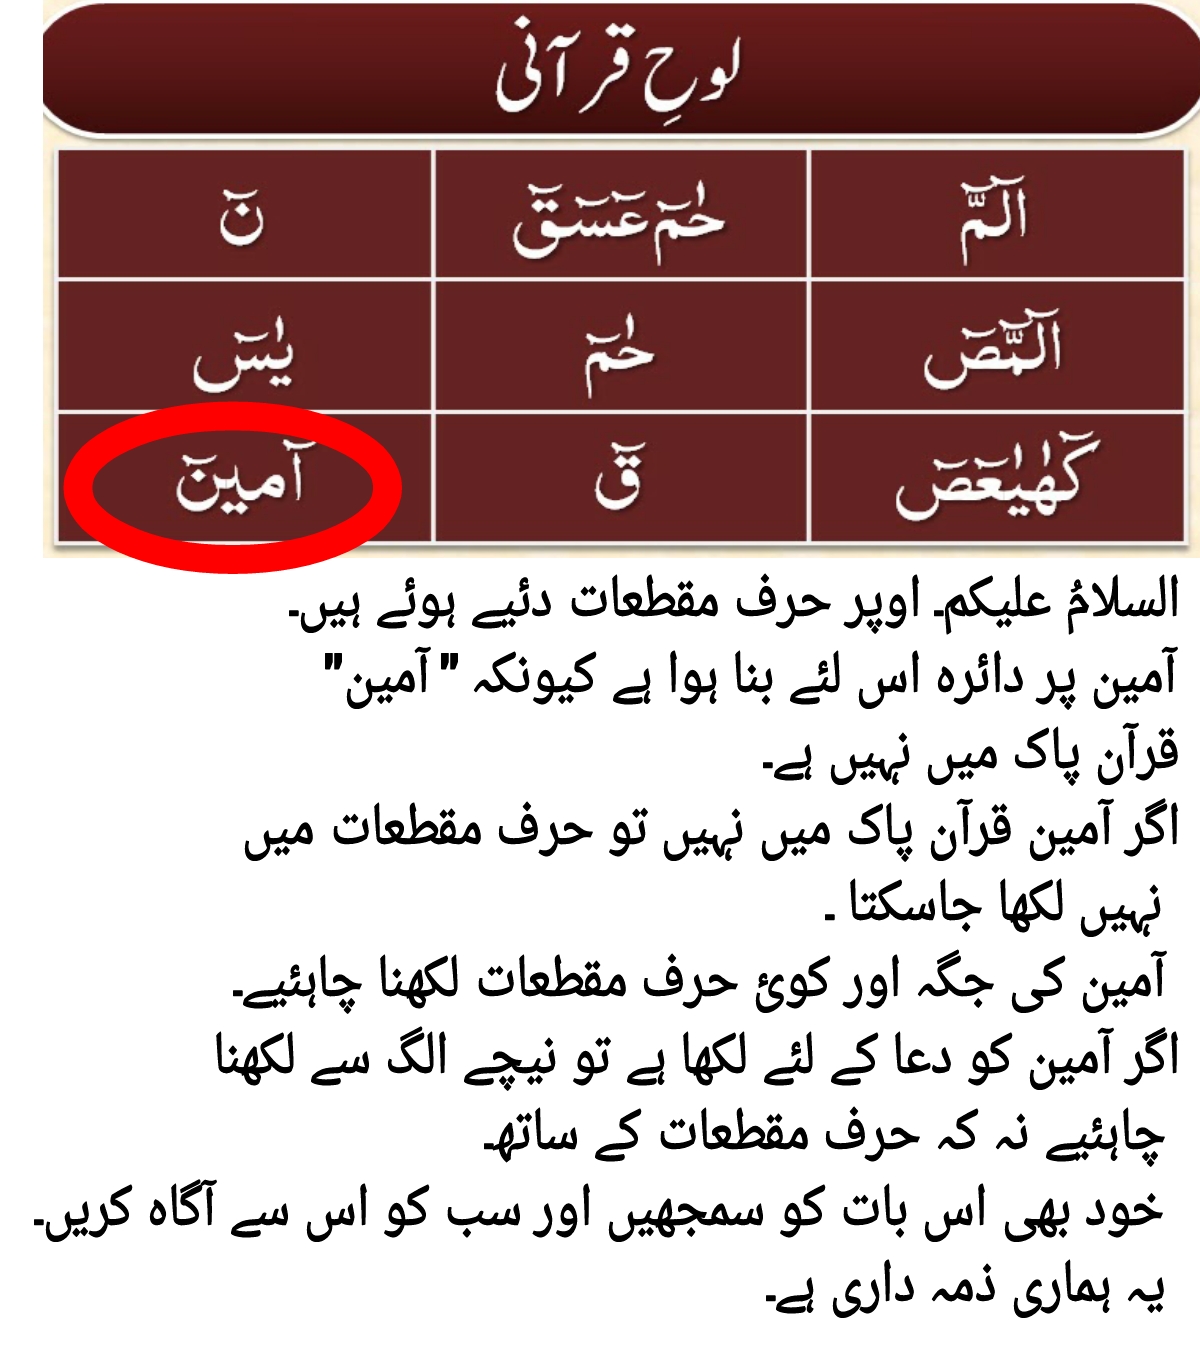 لوحِ قرآنی
آلٓمّٓ حٰمٓ عٓسٓقٓ نٓ
آلٓمّٓصٓ حٰمٓ یٰسٓ
کٓھٰیٰعٓصٓ قٓ آمینٓ
السلامُ علیکم۔ اوپر حرف مقطعات دئیے ہوئے ہیں۔
آمین پر دائرہ اس لئے بنا ہوا ہے کیونکہ " آمین"
قرآن پاک میں نہیں ہے۔
اگر آمین قرآن پاک میں نہیں تو حرف مقطعات میں
نہیں لکھا جاسکتا ۔
آمین کی جگہ اور کوئ حرف مقطعات لکھنا چاہئیے۔
اگر آمین کو دعا کے لئے لکھا ہے تو نیچے الگ سے لکھنا
چاہئیے نہ کہ حرف مقطعات کے ساتھ۔
خود بھی اس بات کو سمجھیں اور سب کو اس سے آگاہ کریں۔
یہ ہماری ذمہ داری ہے۔